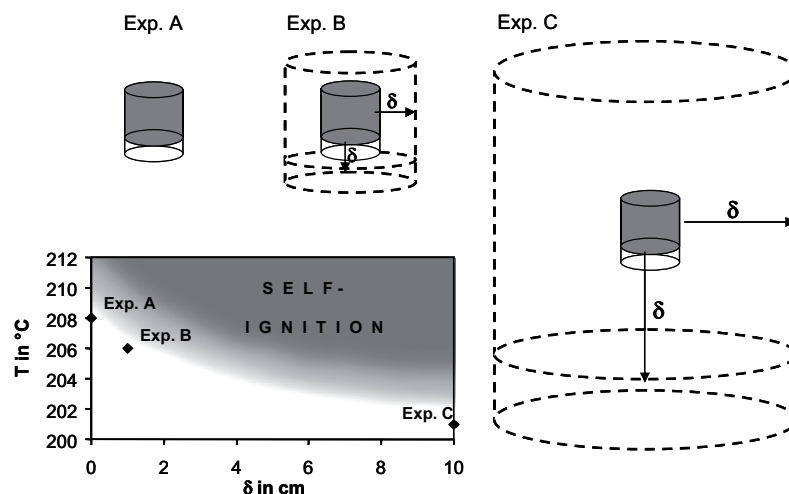 Exp. A
Exp. B
Exp. C
δ
δ
δ
δ
212
210
208
206
204
202
200
T in °C
S E L F -
I G N I T I O N
Exp. A
Exp. B
Exp. C
0 2 4 6 8 10
δ in cm